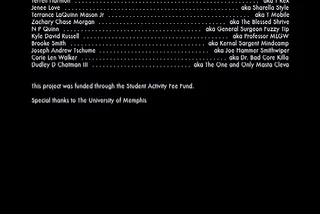 Terrell Harmon .......... aka T Rex
Jenee Love .......... aka Sharella Style
Terrance LaQuinn Mason Jr .......... aka T Mobile
Zachary Chase Morgan .......... aka The Blessed Shrive
N P Quinn .......... aka General Surgeon Fuzzy Tip
Kyle David Russell .......... aka Professor MLGW
Brooke Smith .......... aka Kernal Sargent Mindcamp
Joseph Andrew Tschume .......... aka Joe Hammer Smithwiper
Corie Len Walker .......... aka Dr. Bad Core Killa
Dudley D Chatman III .......... aka The One and Only Masta Cleva
This project was funded through the Student Activity Fee Fund.
Special thanks to The University of Memphis